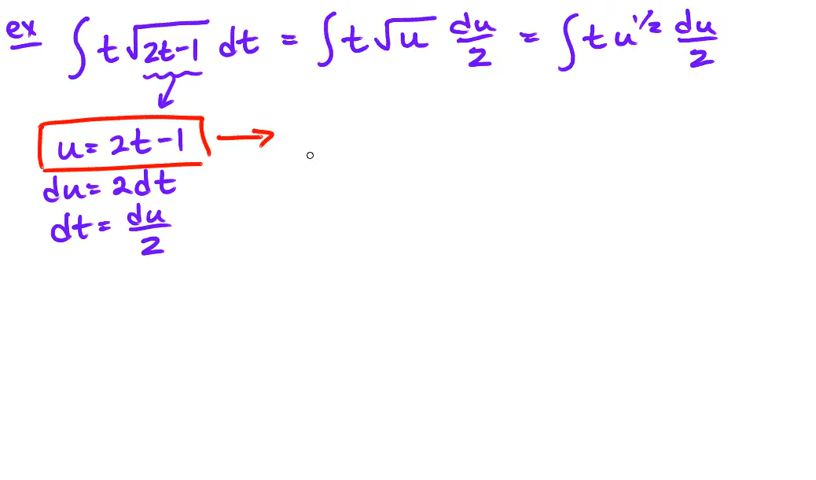 ex ∫ t √(2t-1) dt = ∫ t √u du/2 = ∫ t u^1/2 du/2
u = 2t - 1
du = 2dt
dt = du/2